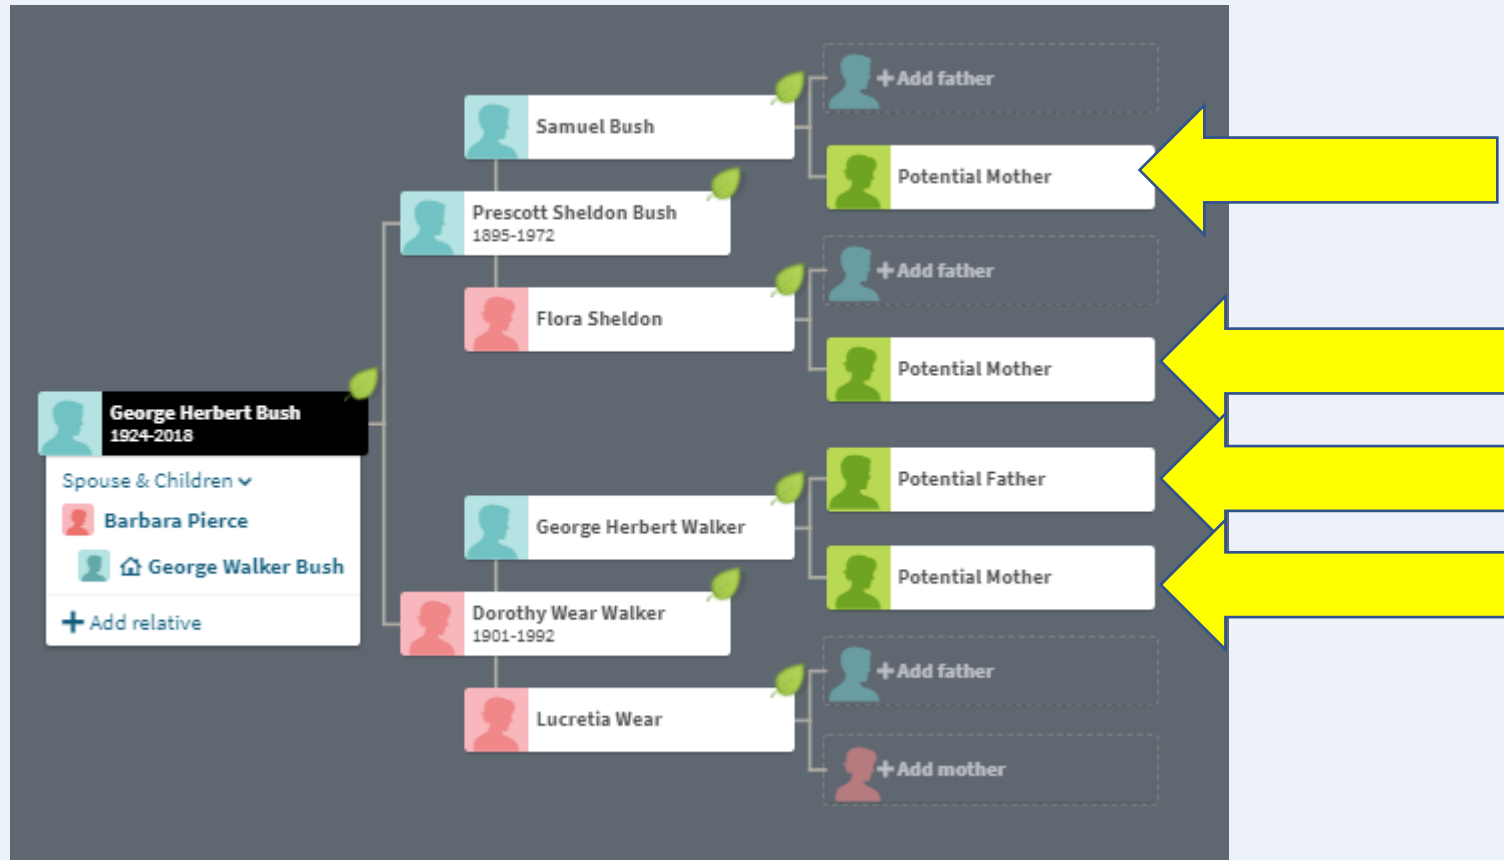 + Add father
Samuel Bush
Potential Mother
Prescott Sheldon Bush
1895-1972
+ Add father
Flora Sheldon
Potential Mother
George Herbert Bush
1924-2018
Spouse & Children
Barbara Pierce
George Walker Bush
+ Add relative
Potential Father
George Herbert Walker
Potential Mother
Dorothy Wear Walker
1901-1992
+ Add father
Lucretia Wear
+ Add mother